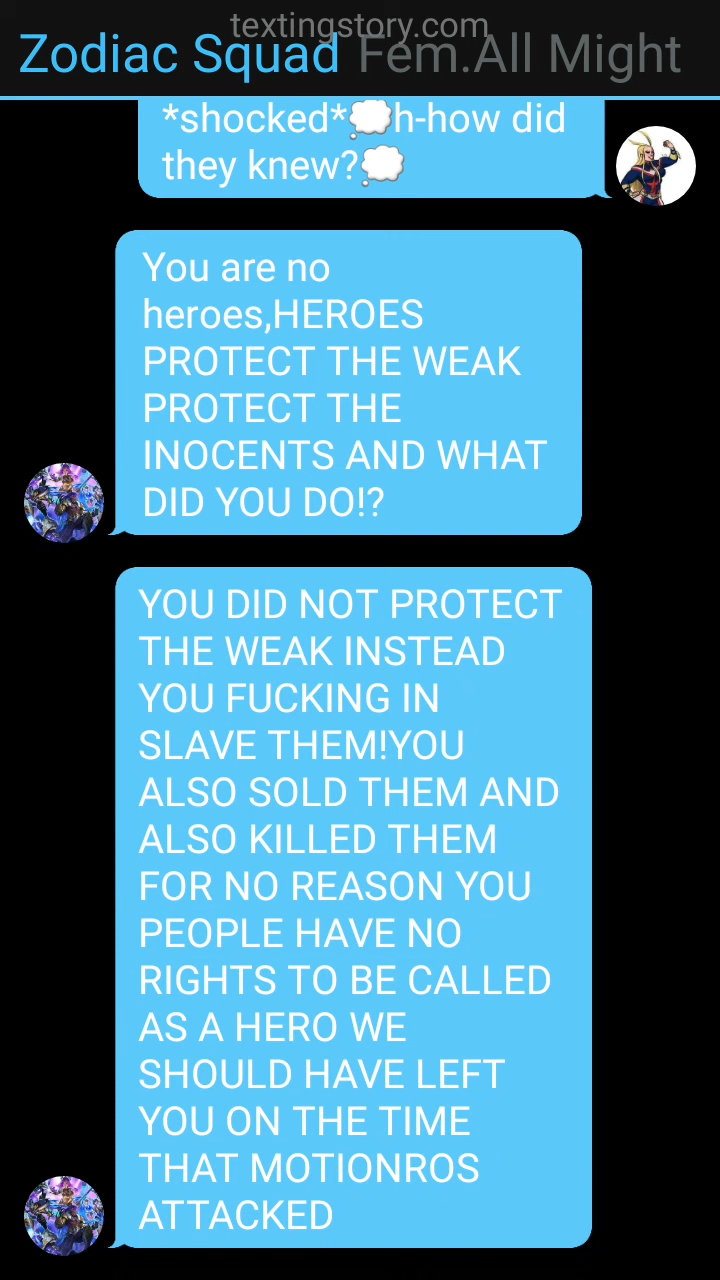 textingstory.com
Zodiac Squad Fem.All Might
*shocked*💭h-how did
they knew?💭
You are no
heroes,HEROES
PROTECT THE WEAK
PROTECT THE
INOCENTS AND WHAT
DID YOU DO!?
YOU DID NOT PROTECT
THE WEAK INSTEAD
YOU FUCKING IN
SLAVE THEM!YOU
ALSO SOLD THEM AND
ALSO KILLED THEM
FOR NO REASON YOU
PEOPLE HAVE NO
RIGHTS TO BE CALLED
AS A HERO WE
SHOULD HAVE LEFT
YOU ON THE TIME
THAT MOTIONROS
ATTACKED